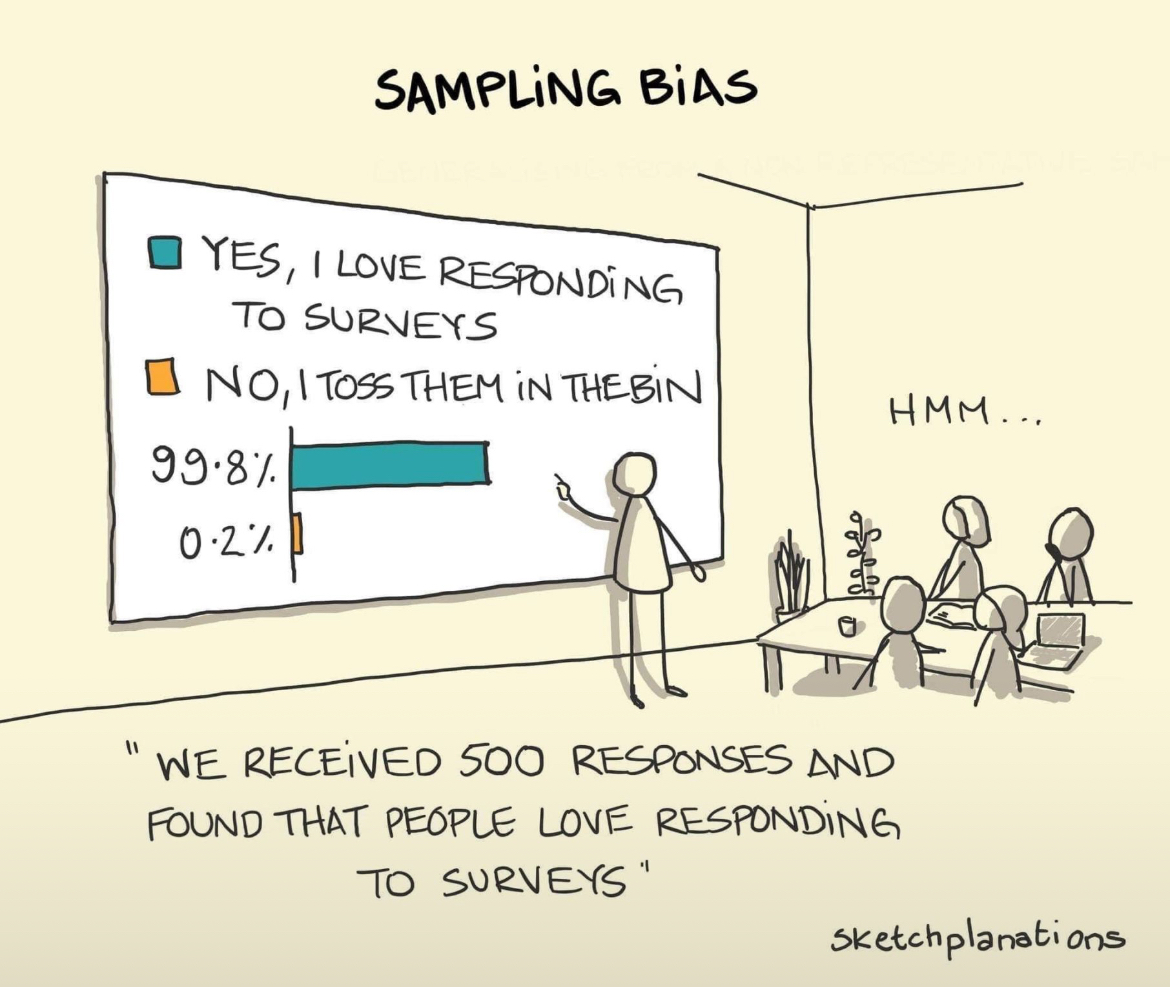 SAMPLiNG BiAS
YES, I LOVE RESPONDiNG
TO SURVEYS
NO, I TOSS THEM iN THE BiN
99.8%
0.2%
HMM...
"WE RECEiVED 500 RESPONSES AND
FOUND THAT PEOPLE LOVE RESPONDiNG
TO SURVEYS"
sketchplanations